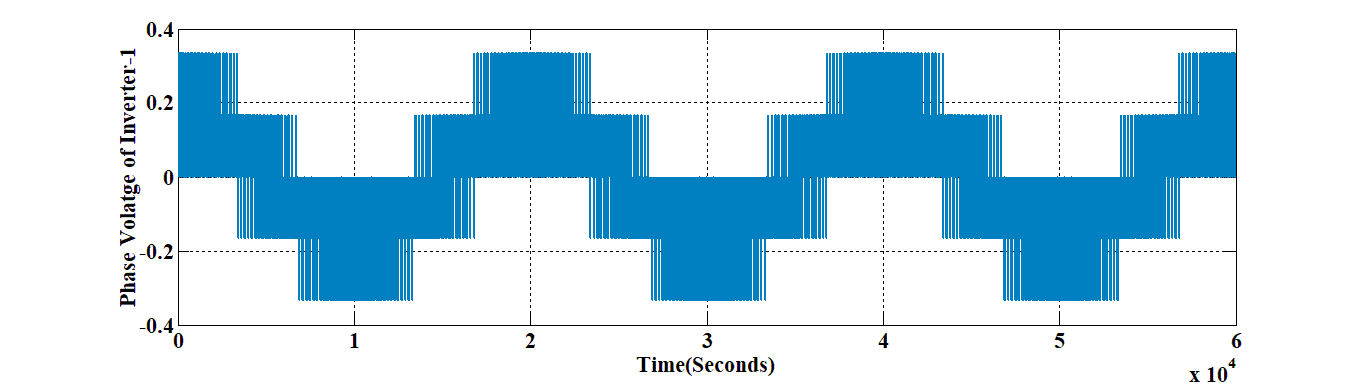 Phase Volatge of Inverter-1
0.4
0.2
0
-0.2
-0.4
0 1 2 3 4 5 6
Time(Seconds)
x 10^4